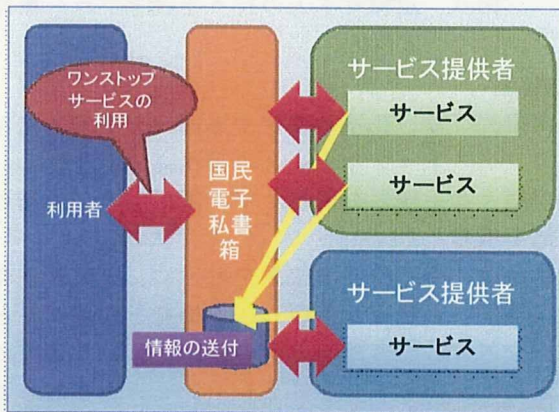 ワンストップ
サービスの
利用
利用者
国民
電子
私書
箱
情報の送付
サービス提供者
サービス
サービス
サービス提供者
サービス